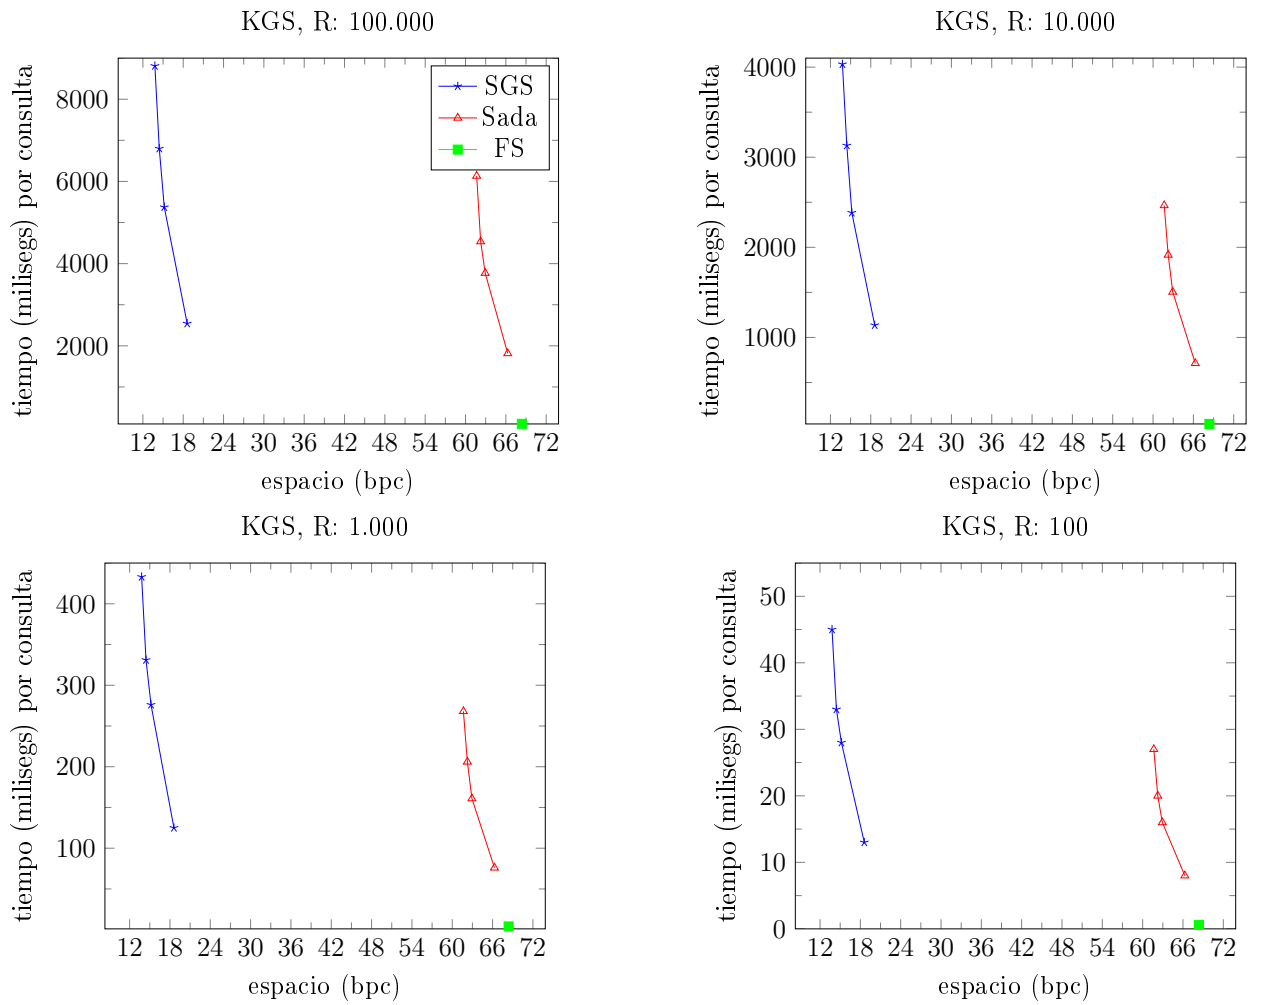 KGS, R: 100.000
tiempo (milisegs) por consulta
8000
6000
4000
2000
SGS
Sada
FS
12 18 24 30 36 42 48 54 60 66 72
espacio (bpc)
KGS, R: 10.000
tiempo (milisegs) por consulta
4000
3000
2000
1000
12 18 24 30 36 42 48 54 60 66 72
espacio (bpc)
KGS, R: 1.000
tiempo (milisegs) por consulta
400
300
200
100
12 18 24 30 36 42 48 54 60 66 72
espacio (bpc)
KGS, R: 100
tiempo (milisegs) por consulta
50
40
30
20
10
0
12 18 24 30 36 42 48 54 60 66 72
espacio (bpc)